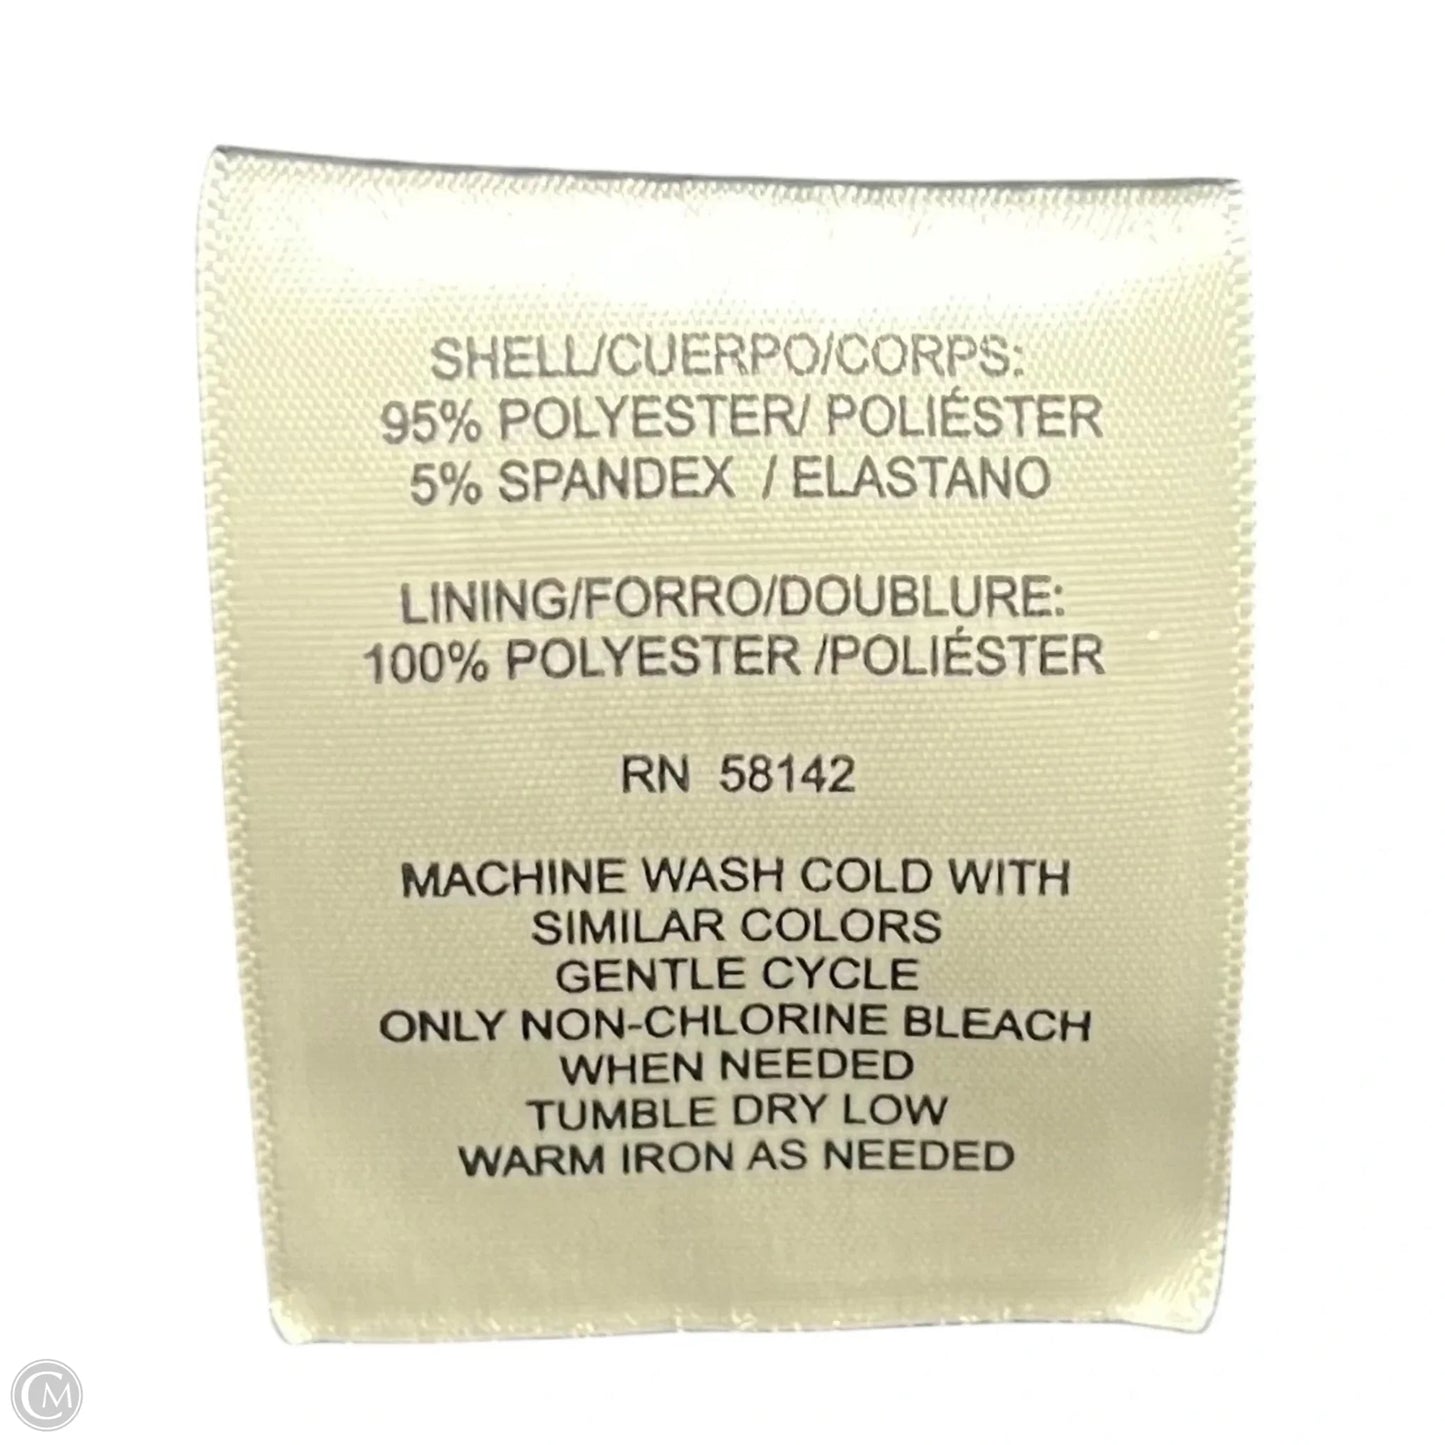 SHELL/CUERPO/CORPS:
95% POLYESTER/ POLIÉSTER
5% SPANDEX / ELASTANO
LINING/FORRO/DOUBLURE:
100% POLYESTER /POLIÉSTER
RN 58142
MACHINE WASH COLD WITH
SIMILAR COLORS
GENTLE CYCLE
ONLY NON-CHLORINE BLEACH
WHEN NEEDED
TUMBLE DRY LOW
WARM IRON AS NEEDED
CM